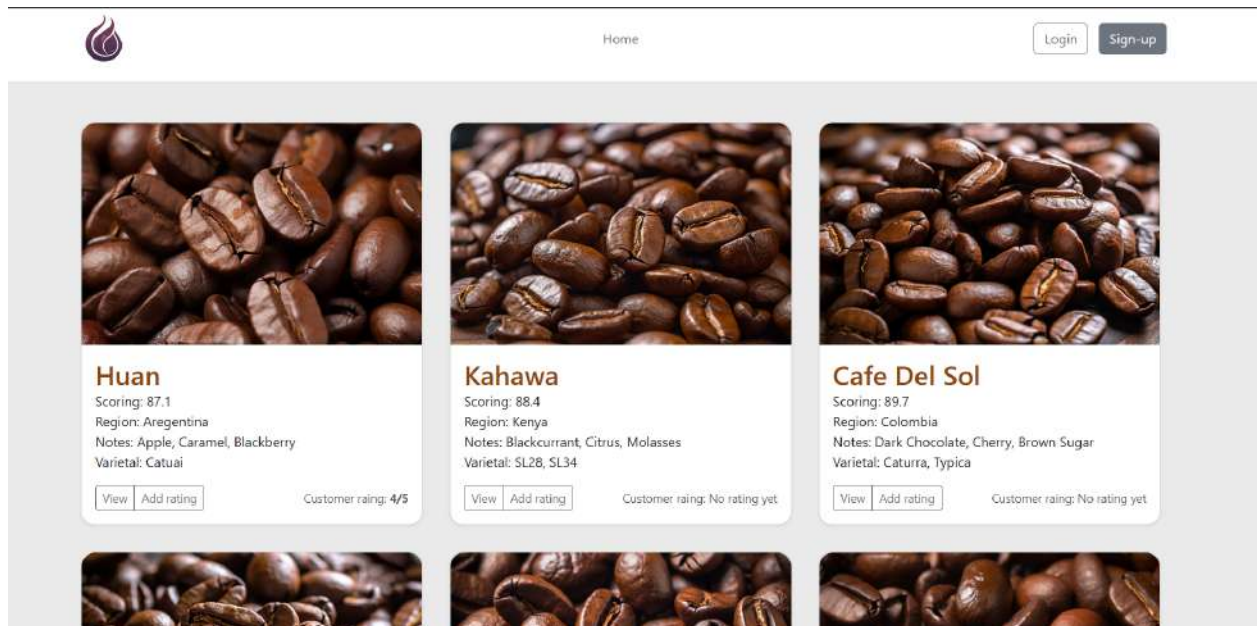 Home
Login
Sign-up
Huan
Scoring: 87.1
Region: Aregentina
Notes: Apple, Caramel, Blackberry
Varietal: Catuai
View
Add rating
Customer raing: 4/5
Kahawa
Scoring: 88.4
Region: Kenya
Notes: Blackcurrant, Citrus, Molasses
Varietal: SL28, SL34
View
Add rating
Customer raing: No rating yet
Cafe Del Sol
Scoring: 89.7
Region: Colombia
Notes: Dark Chocolate, Cherry, Brown Sugar
Varietal: Caturra, Typica
View
Add rating
Customer raing: No rating yet